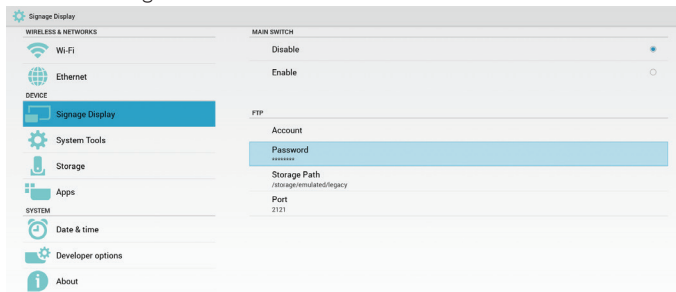 Signage Display
WIRELESS & NETWORKS
Wi-Fi
Ethernet
DEVICE
Signage Display
System Tools
Storage
Apps
SYSTEM
Date & time
Developer options
About
MAIN SWITCH
Disable
Enable
FTP
Account
Password
********
Storage Path
/storage/emulated/legacy
Port
2121